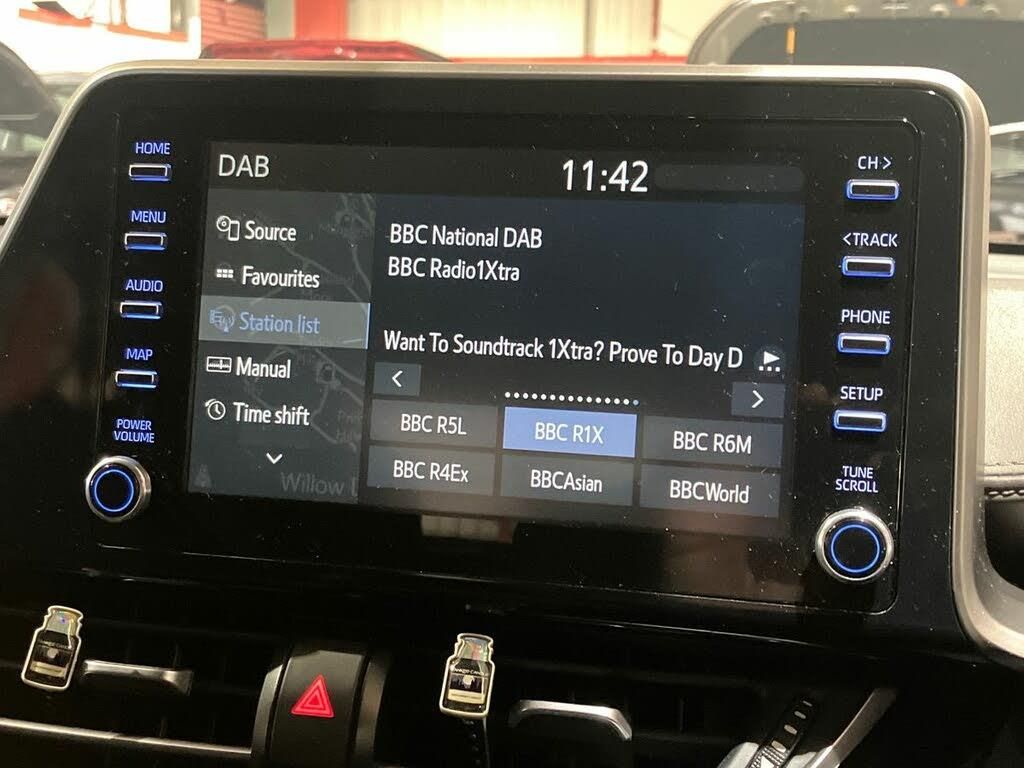 HOME
MENU
AUDIO
MAP
POWER
VOLUME
DAB
11:42
Source
Favourites
Station list
Manual
Time shift
Willow
BBC National DAB
BBC Radio1Xtra
Want To Soundtrack 1Xtra? Prove To Day D
<
>
BBC R5L
BBC R1X
BBC R6M
BBC R4Ex
BBCAsian
BBCWorld
CH >
<TRACK
PHONE
SETUP
TUNE
SCROLL